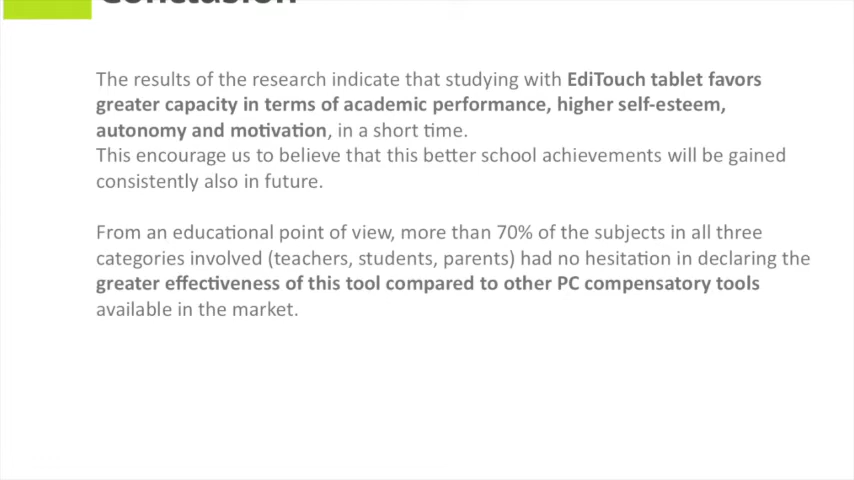 Conclusion
The results of the research indicate that studying with EdiTouch tablet favors
greater capacity in terms of academic performance, higher self-esteem,
autonomy and motivation, in a short time.
This encourage us to believe that this better school achievements will be gained
consistently also in future.
From an educational point of view, more than 70% of the subjects in all three
categories involved (teachers, students, parents) had no hesitation in declaring the
greater effectiveness of this tool compared to other PC compensatory tools
available in the market.